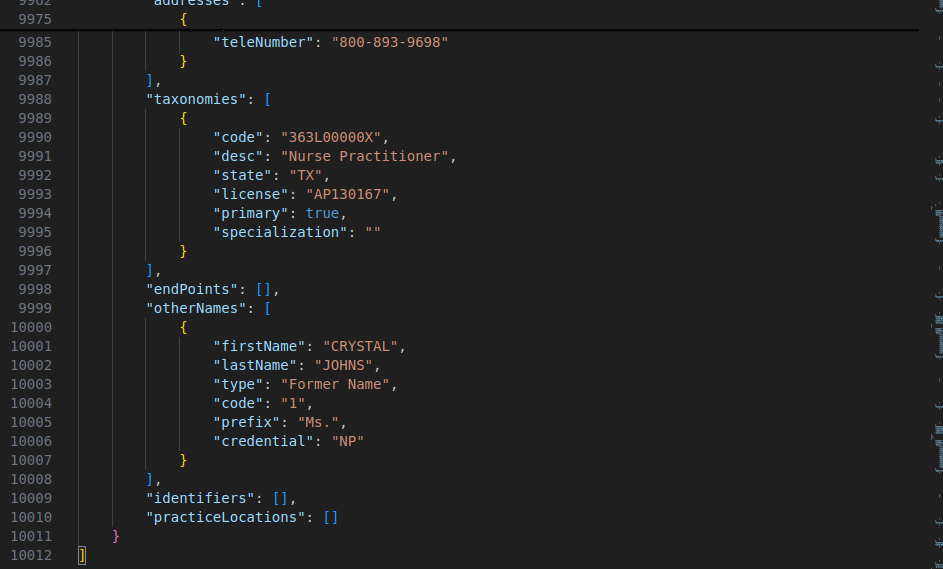 9962 "addresses": [
9975 {
9985 "teleNumber": "800-893-9698"
9986 }
9987 ],
9988 "taxonomies": [
9989 {
9990 "code": "363L00000X",
9991 "desc": "Nurse Practitioner",
9992 "state": "TX",
9993 "license": "AP130167",
9994 "primary": true,
9995 "specialization": ""
9996 }
9997 ],
9998 "endPoints": [],
9999 "otherNames": [
10000 {
10001 "firstName": "CRYSTAL",
10002 "lastName": "JOHNS",
10003 "type": "Former Name",
10004 "code": "1",
10005 "prefix": "Ms.",
10006 "credential": "NP"
10007 }
10008 ],
10009 "identifiers": [],
10010 "practiceLocations": []
10011 }
10012 ]